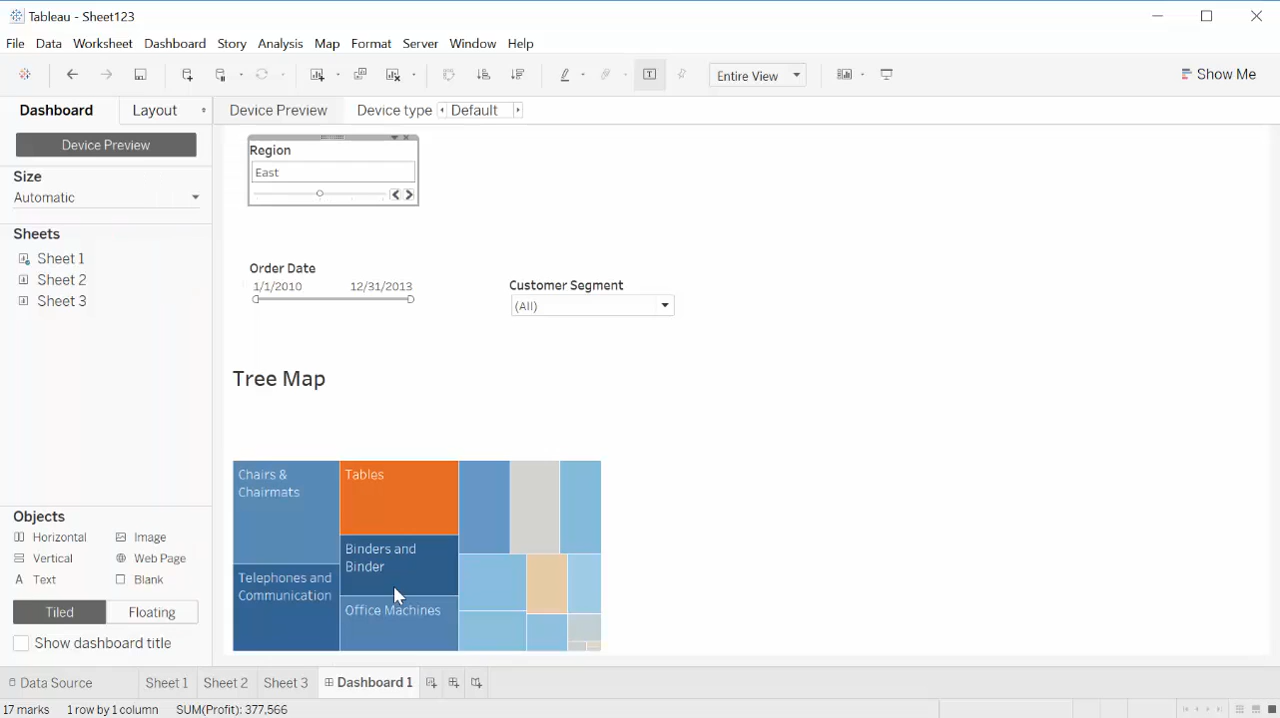 Tableau - Sheet123
File Data Worksheet Dashboard Story Analysis Map Format Server Window Help
Entire View
Show Me
Dashboard Layout
Device Preview Device type Default
Device Preview
Size
Automatic
Sheets
Sheet 1
Sheet 2
Sheet 3
Objects
Horizontal Image
Vertical Web Page
A Text Blank
Tiled Floating
Show dashboard title
Region
East
Order Date
1/1/2010 12/31/2013
Customer Segment
(All)
Tree Map
Chairs &
Chairmats
Telephones and
Communication
Tables
Binders and
Binder
Office Machines
Data Source Sheet 1 Sheet 2 Sheet 3 Dashboard 1
17 marks 1 row by 1 column SUM(Profit): 377,566